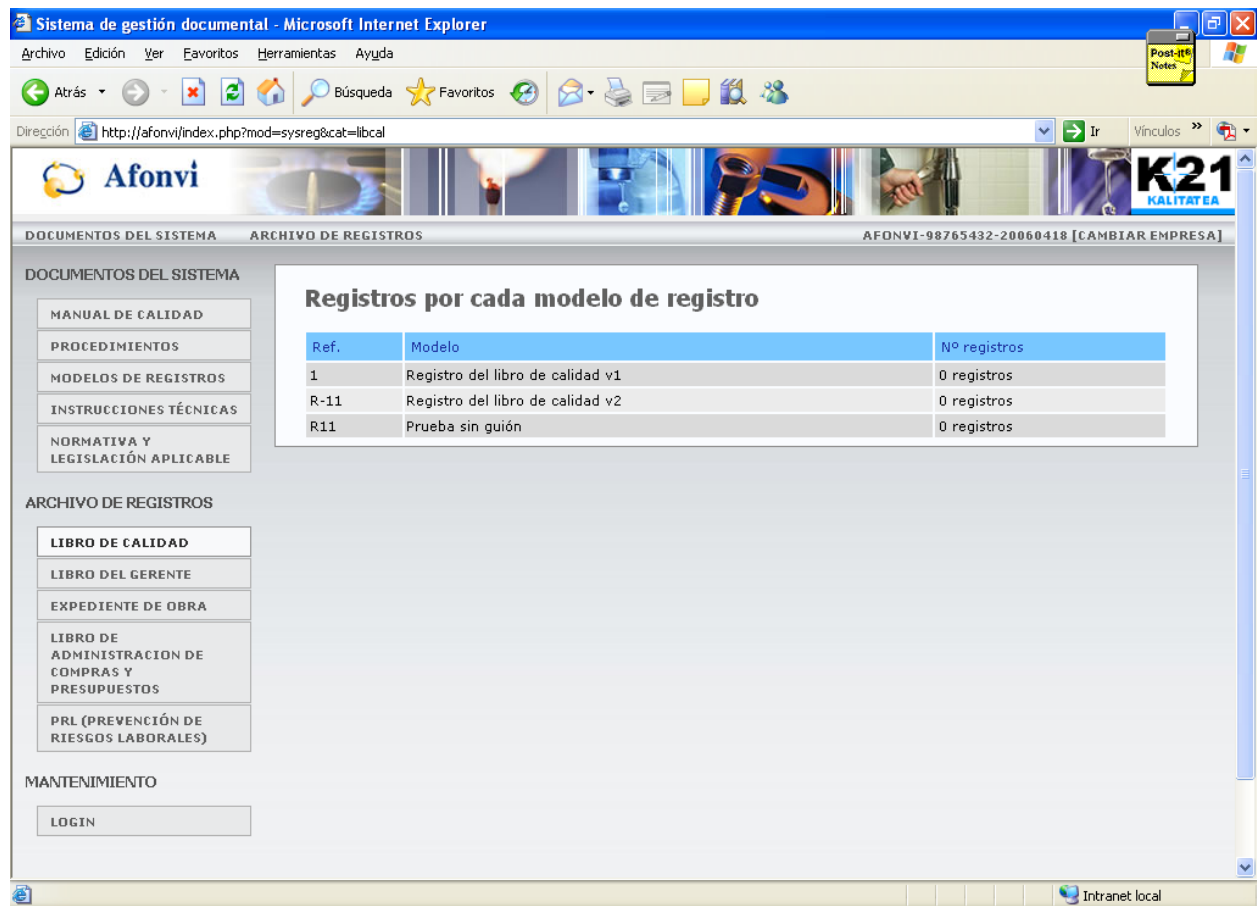 Sistema de gestión documental - Microsoft Internet Explorer
Archivo Edición Ver Favoritos Herramientas Ayuda
Post-it®
Notes
Atrás Búsqueda Favoritos
Dirección http://afonvi/index.php?mod=sysreg&cat=libcal Ir Vínculos »
Afonvi
K21
KALITATEA
DOCUMENTOS DEL SISTEMA ARCHIVO DE REGISTROS AFONVI-98765432-20060418 [CAMBIAR EMPRESA]
DOCUMENTOS DEL SISTEMA
MANUAL DE CALIDAD
PROCEDIMIENTOS
MODELOS DE REGISTROS
INSTRUCCIONES TÉCNICAS
NORMATIVA Y
LEGISLACIÓN APLICABLE
ARCHIVO DE REGISTROS
LIBRO DE CALIDAD
LIBRO DEL GERENTE
EXPEDIENTE DE OBRA
LIBRO DE
ADMINISTRACION DE
COMPRAS Y
PRESUPUESTOS
PRL (PREVENCIÓN DE
RIESGOS LABORALES)
MANTENIMIENTO
LOGIN
Registros por cada modelo de registro
Ref. Modelo Nº registros
1 Registro del libro de calidad v1 0 registros
R-11 Registro del libro de calidad v2 0 registros
R11 Prueba sin guión 0 registros
Intranet local